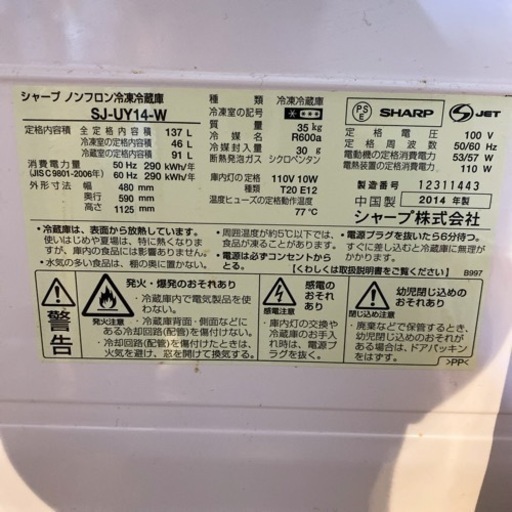 シャープ ノンフロン冷凍冷蔵庫
SJ-UY14-W
定格内容積 全定格内容積 137 L
冷凍室の定格内容積 46 L
冷蔵室の定格内容積 91 L
消費電力量 50 Hz 290 kWh/年
(JIS C 9801-2006年) 60 Hz 290 kWh/年
外形寸法 幅 480 mm
奥行 590 mm
高さ 1125 mm
種類 冷凍冷蔵庫
冷凍室の記号
質量 35 kg
冷媒 R600a
冷媒封入量 30 g
断熱発泡ガス シクロペンタン
庫内灯の定格 110V 10W
T20 E12
温度ヒューズの定格動作温度
77 ℃
PS
E
SHARP
S JET
定格電圧 100 V
定格周波数 50/60 Hz
電動機の定格消費電力 53/57 W
電熱装置の定格消費電力 110 W
製造番号 12311443
中国製 2014 年製
シャープ株式会社
・冷蔵庫は、表面から放熱しています。
使いはじめや夏場は、特に熱くなりま
すが、庫内の食品には影響ありません。
・水気の多い食品は、棚の奥に置かない。
・周囲温度が約5℃以下では、
食品が凍ることがあります。
・電源は必ずコンセントから
とる。
・電源プラグを抜いたら6分待つ。
すぐに差し込むと冷蔵庫に無理が
かかります。
【くわしくは取扱説明書をご覧ください】
B997
警告
発火・爆発のおそれあり
発火注意
・冷蔵庫内で電気製品を使
わない。
・冷蔵庫背面・側面などに
ある冷却回路(配管)を傷付けない。
・冷却回路(配管)を傷付けたときは、
火気を避け、窓を開けて換気する。
感電の
おそれあり
感電注意
・庫内灯の交換や
冷蔵庫のお手入
れ時は、電源プ
ラグを抜く。
幼児閉じ込めの
おそれあり
幼児閉じ込め注意
・廃棄などで保管するとき、
幼児閉じ込めが懸念され
る場合は、ドアパッキン
をはずす。
>PP<